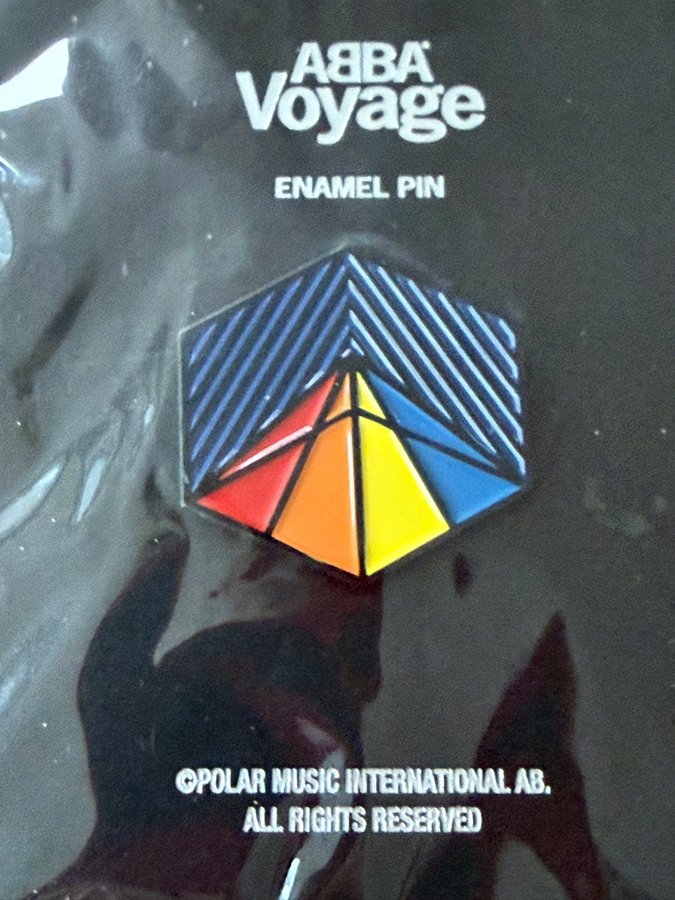 ABBA
Voyage
ENAMEL PIN
©POLAR MUSIC INTERNATIONAL AB.
ALL RIGHTS RESERVED